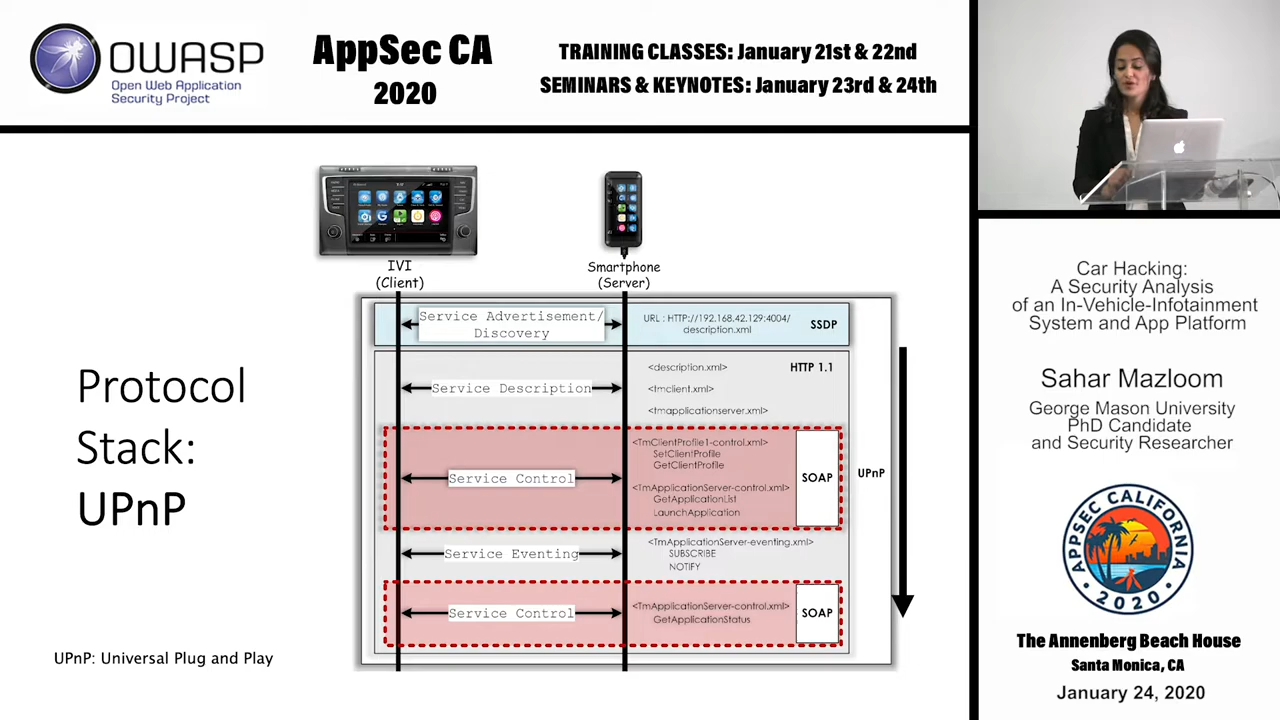 OWASP
Open Web Application
Security Project
AppSec CA
2020
TRAINING CLASSES: January 21st & 22nd
SEMINARS & KEYNOTES: January 23rd & 24th
Protocol
Stack:
UPnP
UPnP: Universal Plug and Play
IVI
(Client)
Smartphone
(Server)
Service Advertisement/
Discovery
URL : HTTP://192.168.42.129:4004/
description.xml
SSDP
HTTP 1.1
Service Description
<description.xml>
<tmclient.xml>
<tmapplicationserver.xml>
Service Control
<TmClientProfile1-control.xml>
SetClientProfile
GetClientProfile
<TmApplicationServer-control.xml>
GetApplicationList
LaunchApplication
SOAP
UPnP
Service Eventing
<TmApplicationServer-eventing.xml>
SUBSCRIBE
NOTIFY
Service Control
<TmApplicationServer-control.xml>
GetApplicationStatus
SOAP
Car Hacking:
A Security Analysis
of an In-Vehicle-Infotainment
System and App Platform
Sahar Mazloom
George Mason University
PhD Candidate
and Security Researcher
APPSEC CALIFORNIA
2020
The Annenberg Beach House
Santa Monica, CA
January 24, 2020